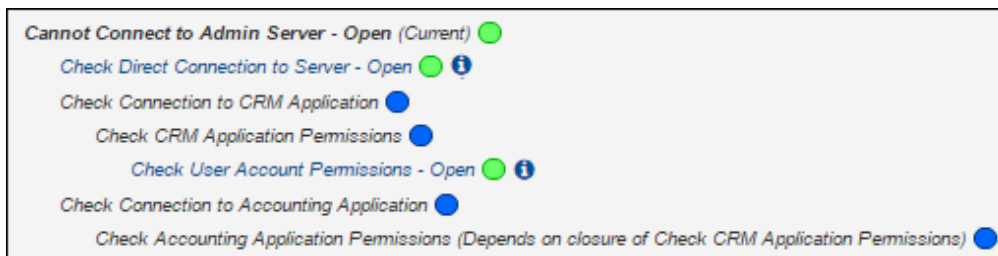 Cannot Connect to Admin Server - Open (Current)
Check Direct Connection to Server - Open
Check Connection to CRM Application
Check CRM Application Permissions
Check User Account Permissions - Open
Check Connection to Accounting Application
Check Accounting Application Permissions (Depends on closure of Check CRM Application Permissions)